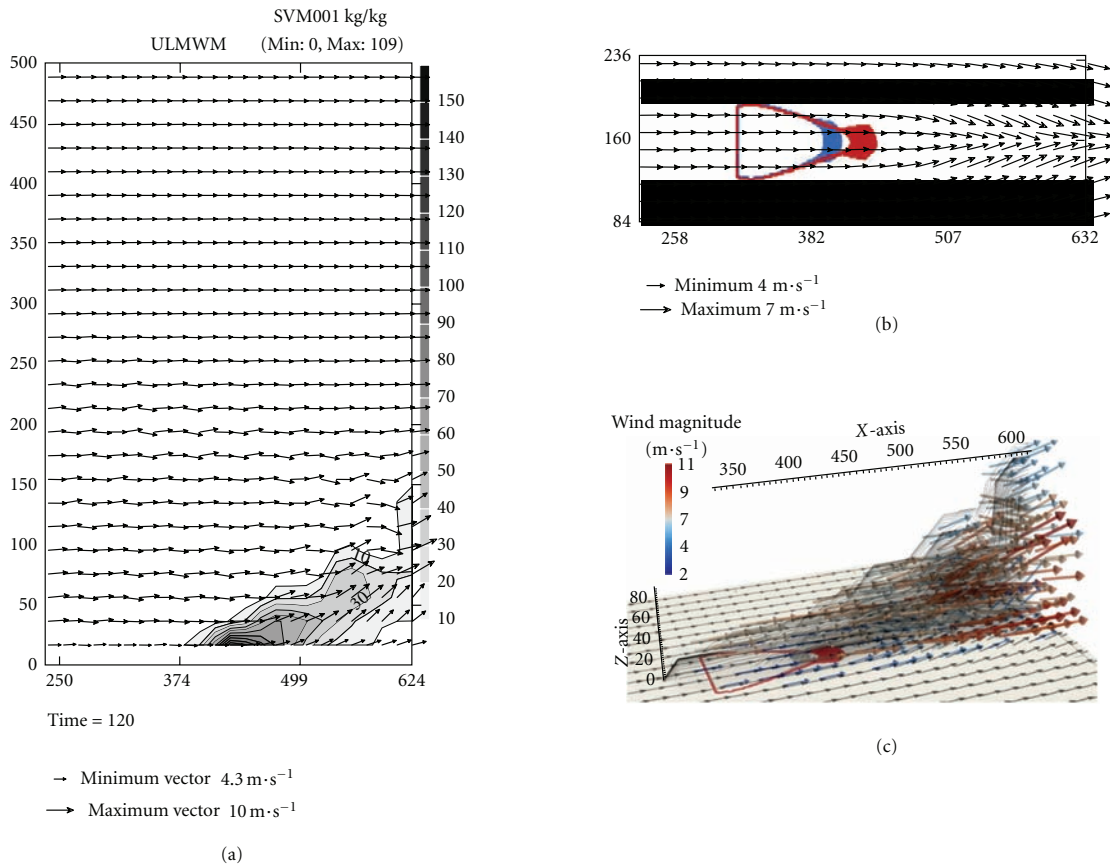 SVM001 kg/kg
ULMWM (Min: 0, Max: 109)
500
450
400
350
300
250
200
150
100
50
0
250 374 499 624
150
140
130
120
110
100
90
80
70
60
50
40
30
20
10
10
30
Time = 120
Minimum vector 4.3 m·s−1
Maximum vector 10 m·s−1
(a)
236
160
84
258 382 507 632
Minimum 4 m·s−1
Maximum 7 m·s−1
(b)
Wind magnitude
(m·s−1)
11
9
7
4
2
X-axis
350 400 450 500 550 600
Z-axis
80
60
40
20
0
(c)